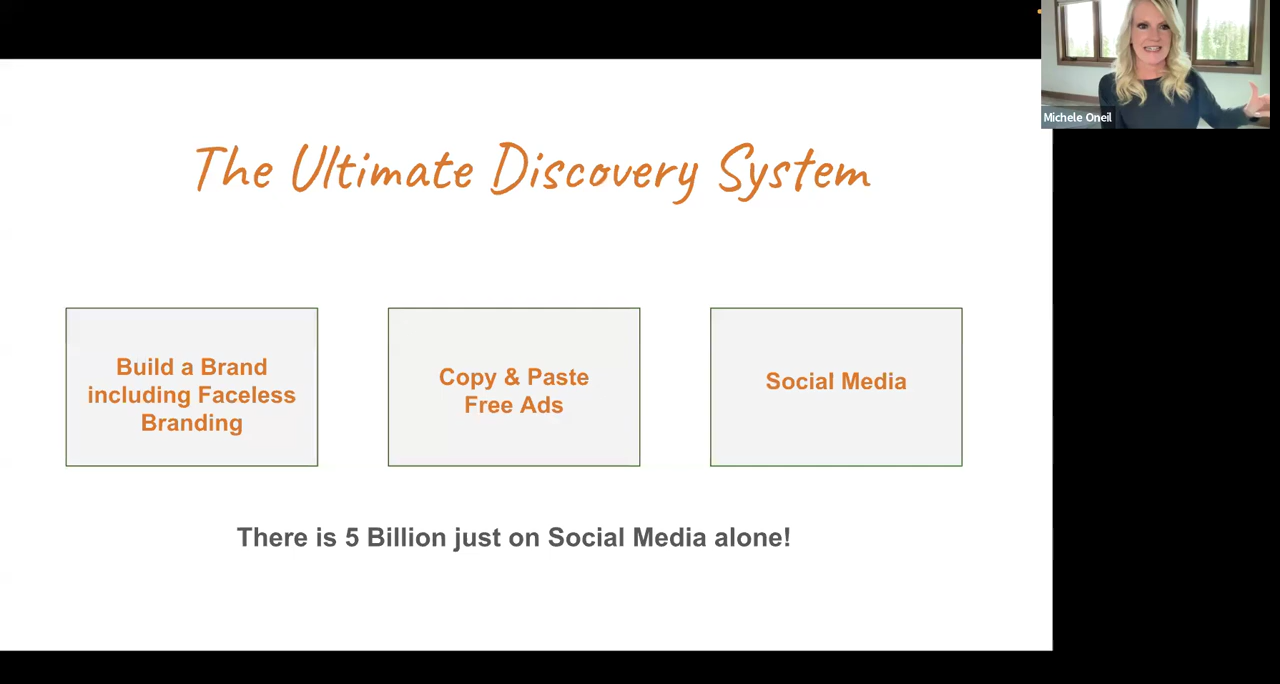 Michele Oneil
The Ultimate Discovery System
Build a Brand
including Faceless
Branding
Copy & Paste
Free Ads
Social Media
There is 5 Billion just on Social Media alone!